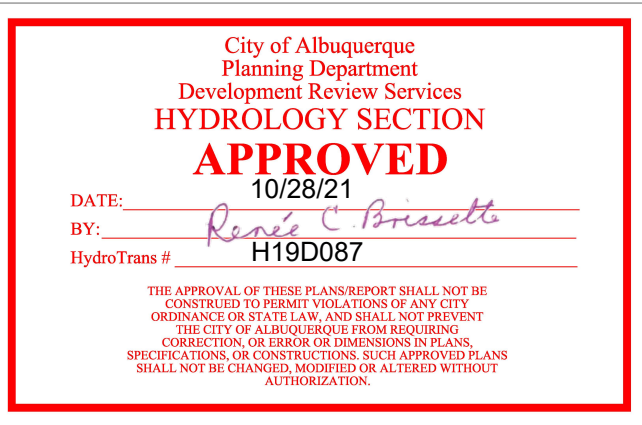 City of Albuquerque
Planning Department
Development Review Services
HYDROLOGY SECTION
APPROVED
DATE: 10/28/21
BY: Renée C. Brissette
HydroTrans # H19D087
THE APPROVAL OF THESE PLANS/REPORT SHALL NOT BE
CONSTRUED TO PERMIT VIOLATIONS OF ANY CITY
ORDINANCE OR STATE LAW, AND SHALL NOT PREVENT
THE CITY OF ALBUQUERQUE FROM REQUIRING
CORRECTION, OR ERROR OR DIMENSIONS IN PLANS,
SPECIFICATIONS, OR CONSTRUCTIONS. SUCH APPROVED PLANS
SHALL NOT BE CHANGED, MODIFIED OR ALTERED WITHOUT
AUTHORIZATION.